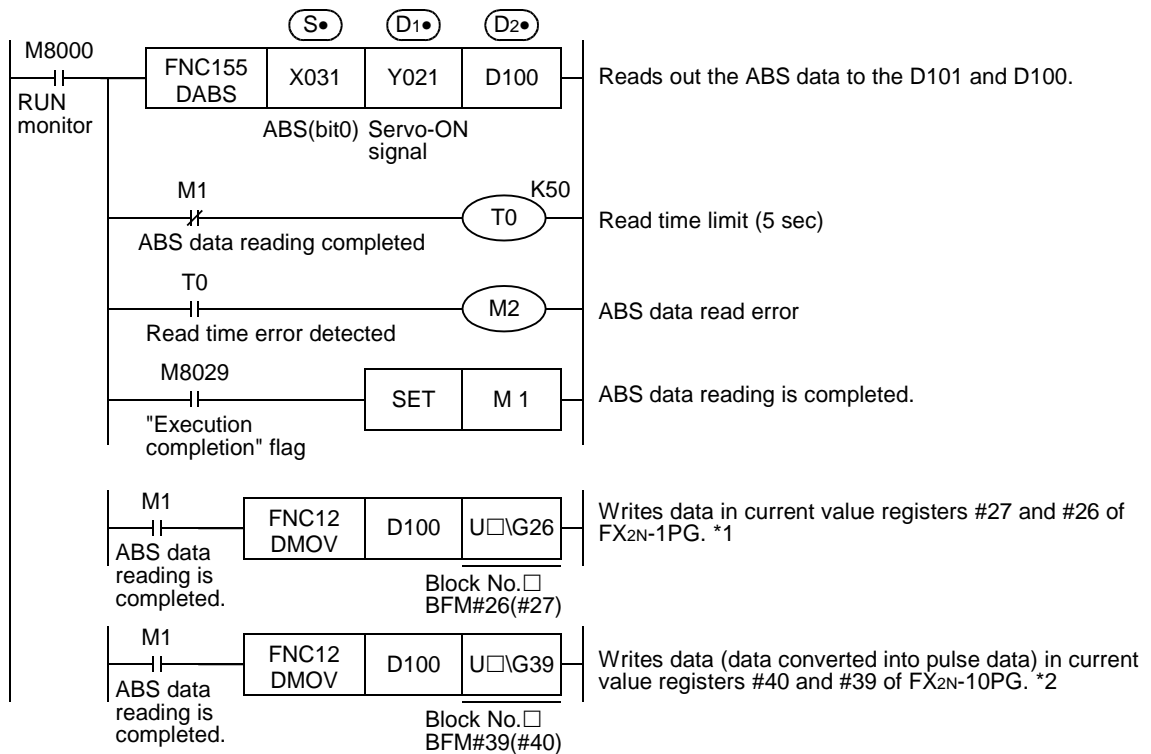 S• D1• D2•
M8000
RUN monitor
FNC155 DABS X031 Y021 D100
Reads out the ABS data to the D101 and D100.
ABS(bit0) Servo-ON signal
M1
K50
T0
ABS data reading completed
Read time limit (5 sec)
T0
M2
Read time error detected
ABS data read error
M8029
SET M 1
"Execution completion" flag
ABS data reading is completed.
M1
FNC12 DMOV D100 U□\G26
ABS data reading is completed.
Writes data in current value registers #27 and #26 of
FX2N-1PG. *1
Block No.□
BFM#26(#27)
M1
FNC12 DMOV D100 U□\G39
ABS data reading is completed.
Writes data (data converted into pulse data) in current
value registers #40 and #39 of FX2N-10PG. *2
Block No.□
BFM#39(#40)